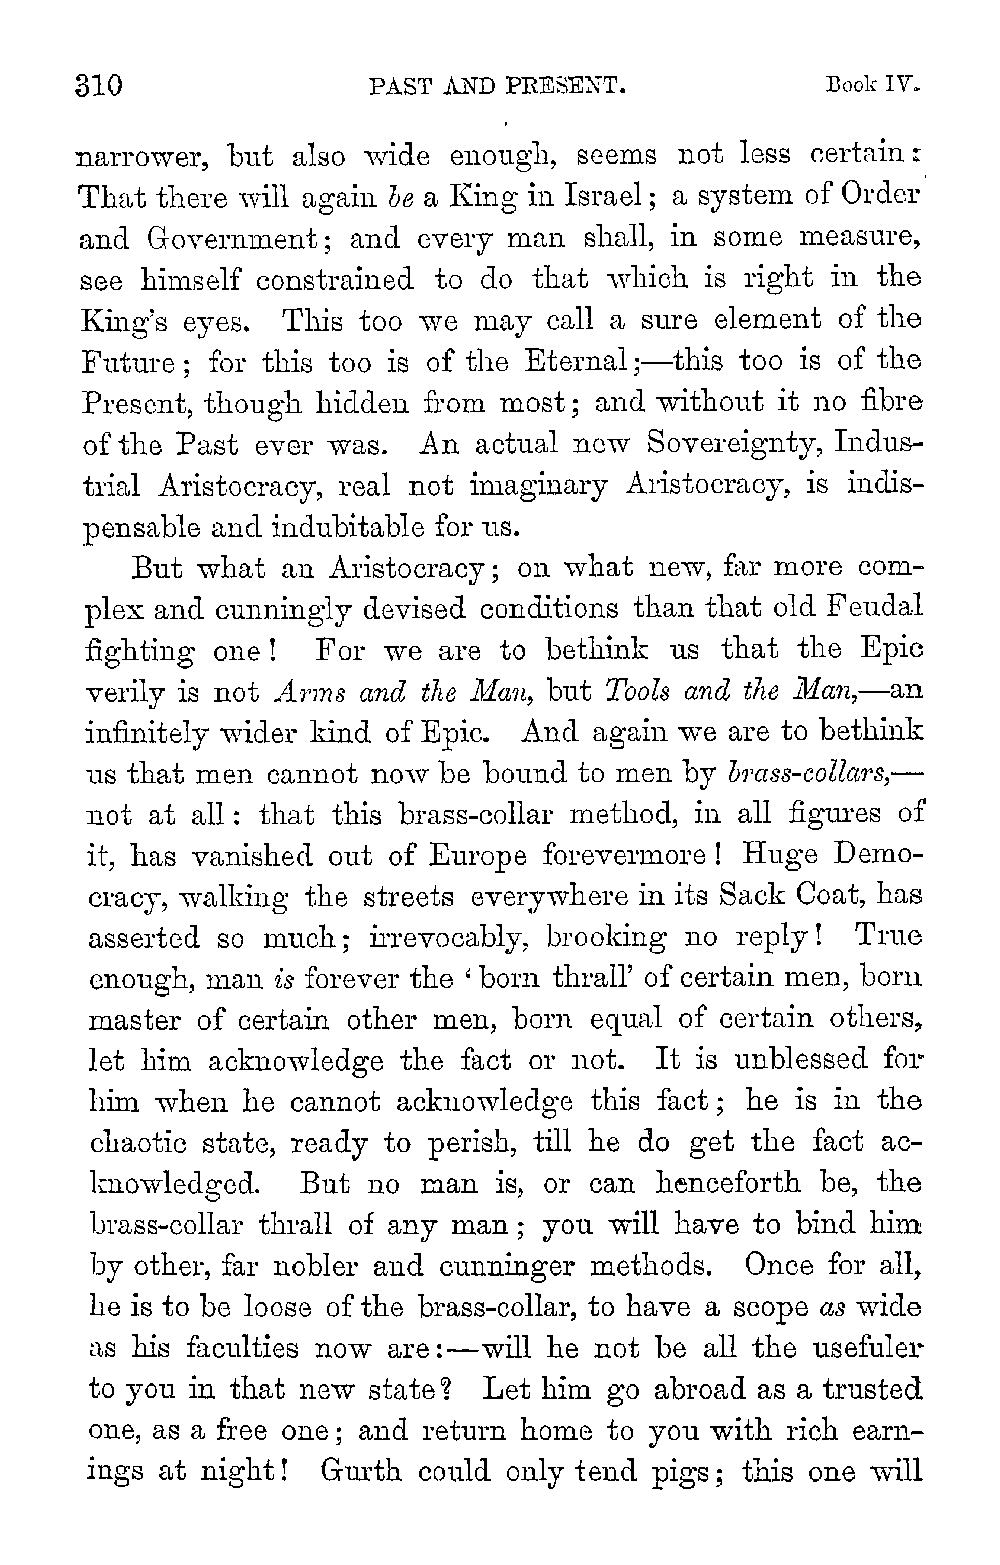 310 PAST AND PRESENT. Book IV.
narrower, but also wide enough, seems not less certain:
That there will again be a King in Israel; a system of Order
and Government; and every man shall, in some measure,
see himself constrained to do that which is right in the
King's eyes. This too we may call a sure element of the
Future; for this too is of the Eternal;—this too is of the
Present, though hidden from most; and without it no fibre
of the Past ever was. An actual new Sovereignty, Indus-
trial Aristocracy, real not imaginary Aristocracy, is indis-
pensable and indubitable for us.
But what an Aristocracy; on what new, far more com-
plex and cunningly devised conditions than that old Feudal
fighting one! For we are to bethink us that the Epic
verily is not Arms and the Man, but Tools and the Man,—an
infinitely wider kind of Epic. And again we are to bethink
us that men cannot now be bound to men by brass-collars,—
not at all: that this brass-collar method, in all figures of
it, has vanished out of Europe forevermore! Huge Demo-
cracy, walking the streets everywhere in its Sack Coat, has
asserted so much; irrevocably, brooking no reply! True
enough, man is forever the 'born thrall' of certain men, born
master of certain other men, born equal of certain others,
let him acknowledge the fact or not. It is unblessed for
him when he cannot acknowledge this fact; he is in the
chaotic state, ready to perish, till he do get the fact ac-
knowledged. But no man is, or can henceforth be, the
brass-collar thrall of any man; you will have to bind him
by other, far nobler and cunninger methods. Once for all,
he is to be loose of the brass-collar, to have a scope as wide
as his faculties now are:—will he not be all the usefuler
to you in that new state? Let him go abroad as a trusted
one, as a free one; and return home to you with rich earn-
ings at night! Gurth could only tend pigs; this one will